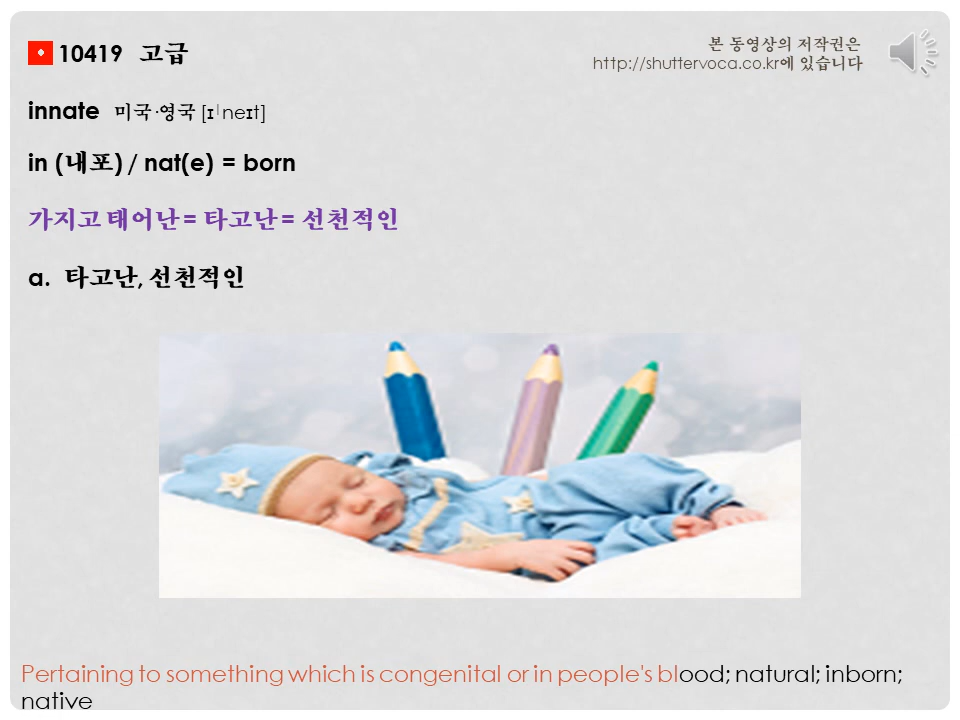 10419 고급
본 동영상의 저작권은
http://shuttervoca.co.kr에 있습니다
innate 미국·영국 [ɪˈneɪt]
in (내포) / nat(e) = born
가지고 태어난 = 타고난 = 선천적인
a. 타고난, 선천적인
Pertaining to something which is congenital or in people's blood; natural; inborn;
native